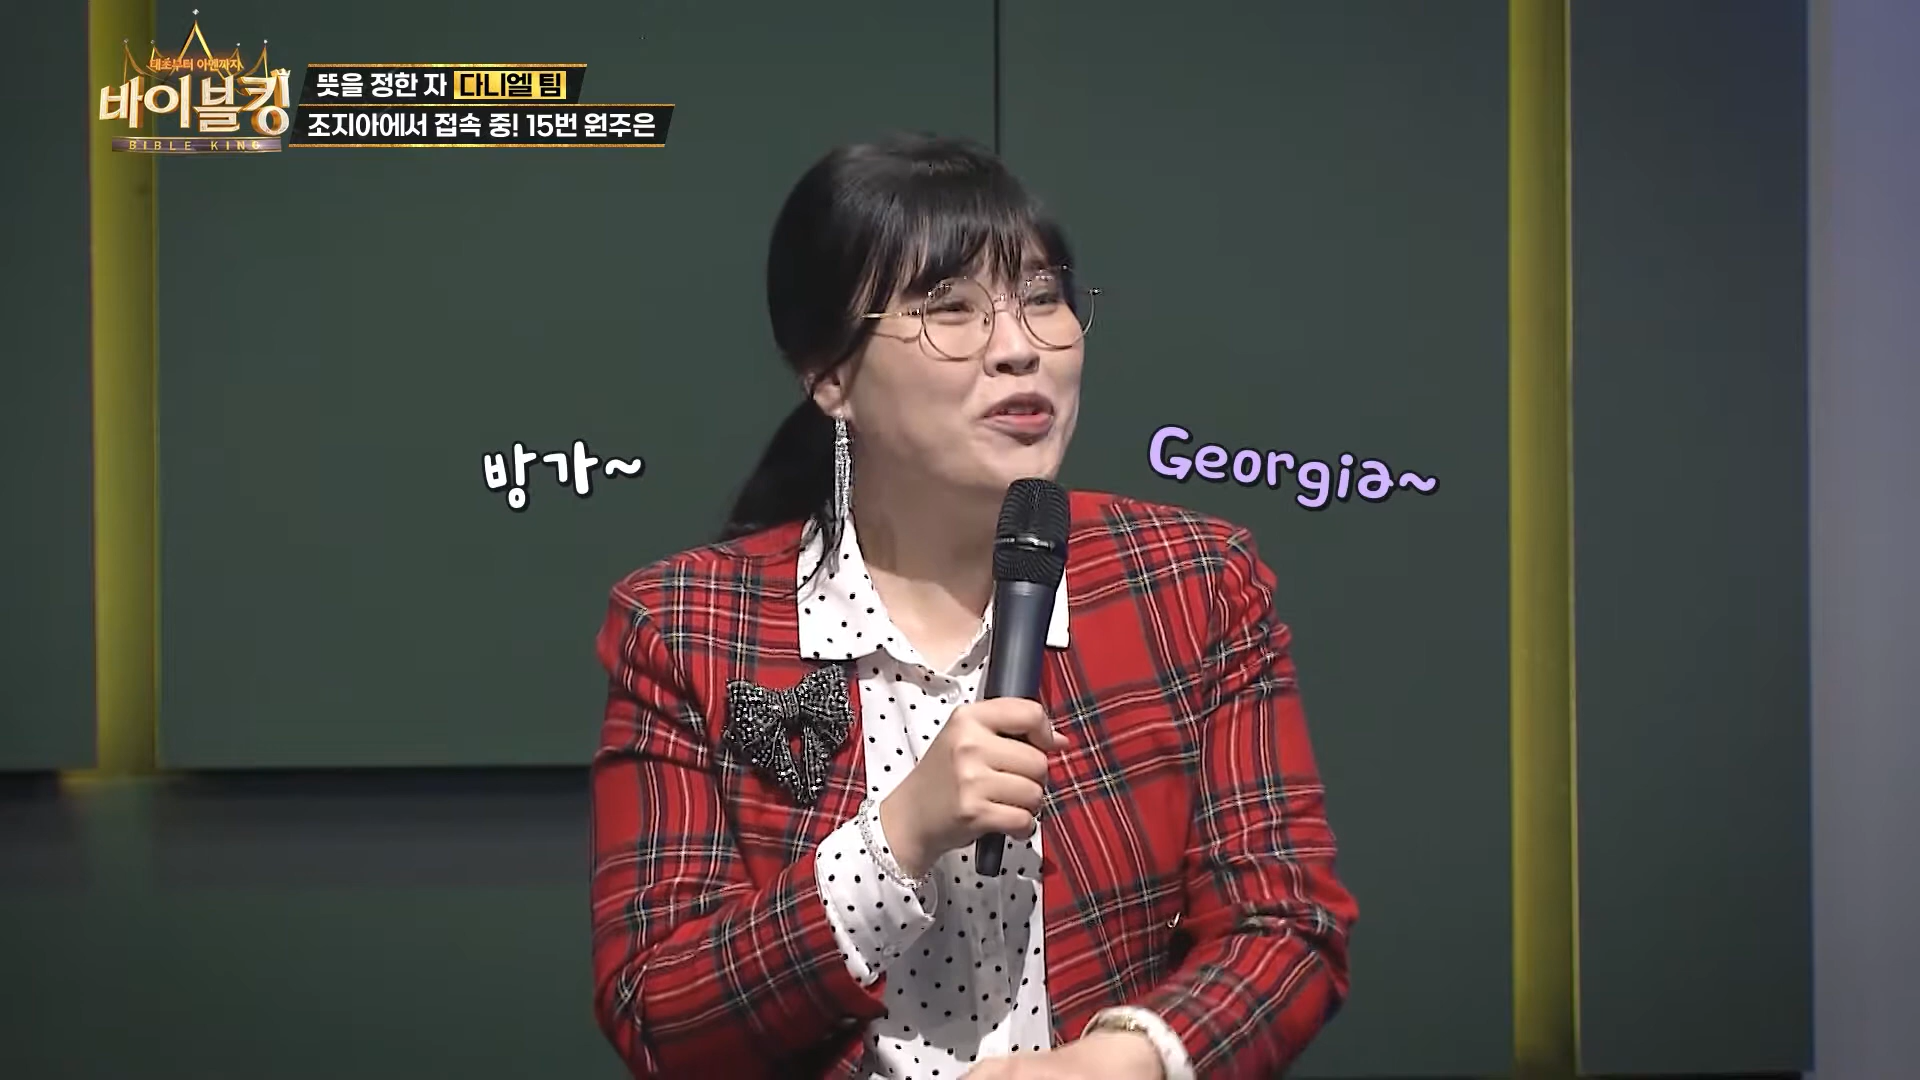 태초부터 아멘까지
바이블킹
BIBLE KING
뜻을 정한 자 다니엘 팀
조지아에서 접속 중! 15번 원주은
방가~
Georgia~